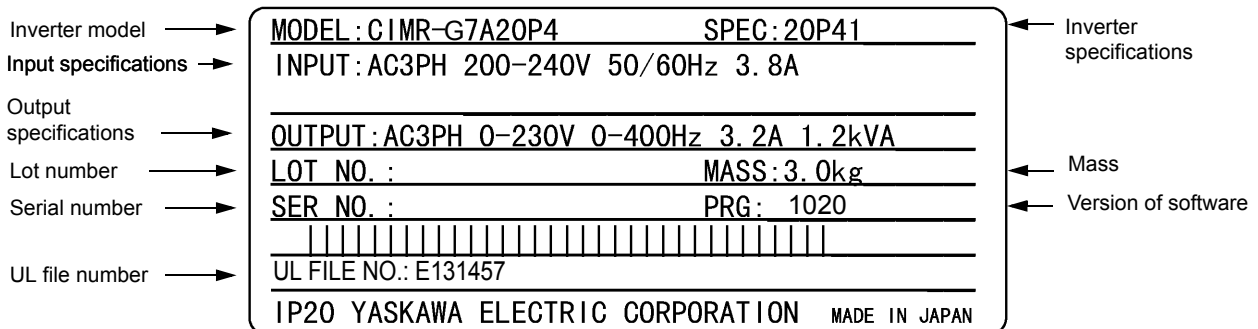 Inverter model MODEL:CIMR-G7A20P4 SPEC:20P41 Inverter specifications
Input specifications INPUT:AC3PH 200-240V 50/60Hz 3.8A
Output specifications OUTPUT:AC3PH 0-230V 0-400Hz 3.2A 1.2kVA
Lot number LOT NO.: MASS:3.0kg Mass
Serial number SER NO.: PRG: 1020 Version of software
UL file number UL FILE NO.: E131457
IP20 YASKAWA ELECTRIC CORPORATION MADE IN JAPAN